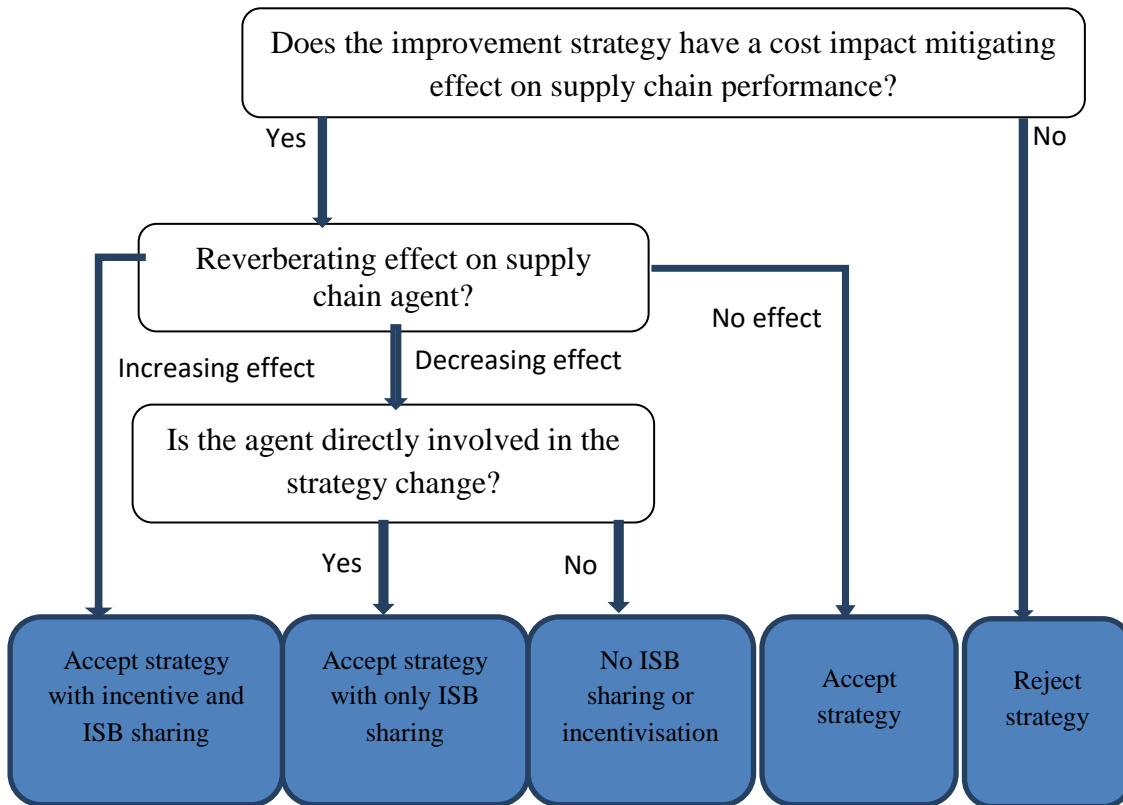 Does the improvement strategy have a cost impact mitigating
effect on supply chain performance?
Yes
No
Reverberating effect on supply
chain agent?
No effect
Increasing effect
Decreasing effect
Is the agent directly involved in the
strategy change?
Yes
No
Accept strategy
with incentive and
ISB sharing
Accept strategy
with only ISB
sharing
No ISB
sharing or
incentivisation
Accept
strategy
Reject
strategy